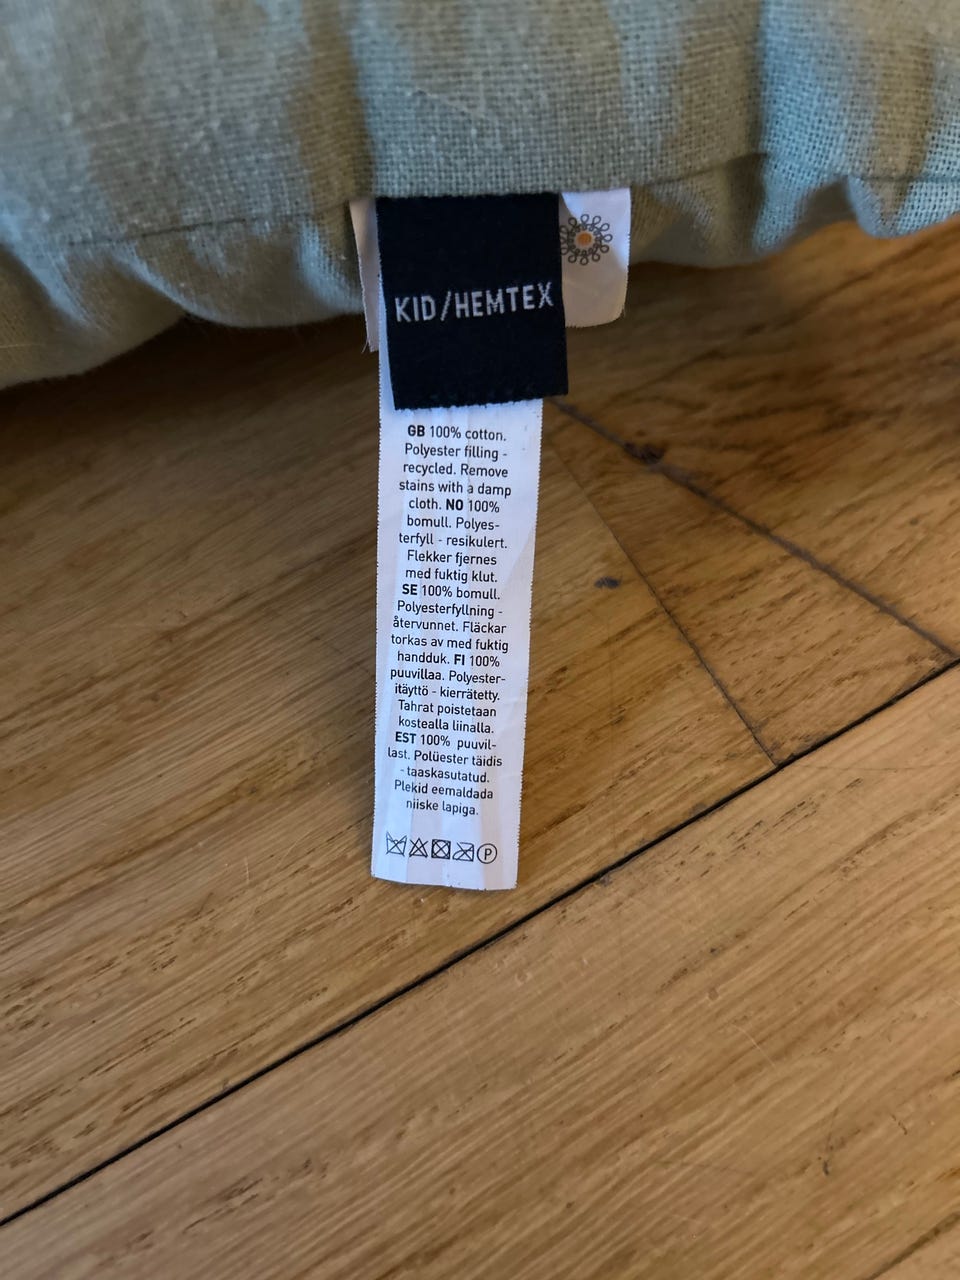 KID/HEMTEX
GB 100% cotton.
Polyester filling -
recycled. Remove
stains with a damp
cloth. NO 100%
bomull. Polyes-
terfyll - resikulert.
Flekker fjernes
med fuktig klut.
SE 100% bomull.
Polyesterfyllning -
återvunnet. Fläckar
torkas av med fuktig
handduk. FI 100%
puuvillaa. Polyester-
itäyttö - kierrätetty.
Tahrat poistetaan
kostealla liinalla.
EST 100% puuvil-
last. Polüester täidis
- taaskasutatud.
Plekid eemaldada
niiske lapiga.
P